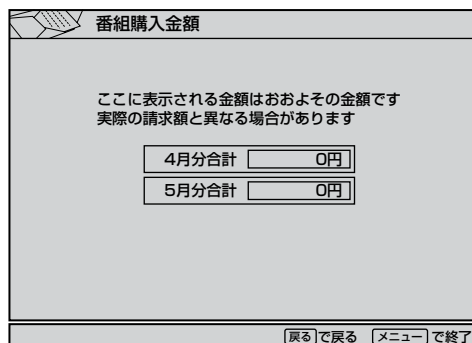 番組購入金額
ここに表示される金額はおおよその金額です
実際の請求額と異なる場合があります
4月分合計 0円
5月分合計 0円
戻るで戻る メニューで終了